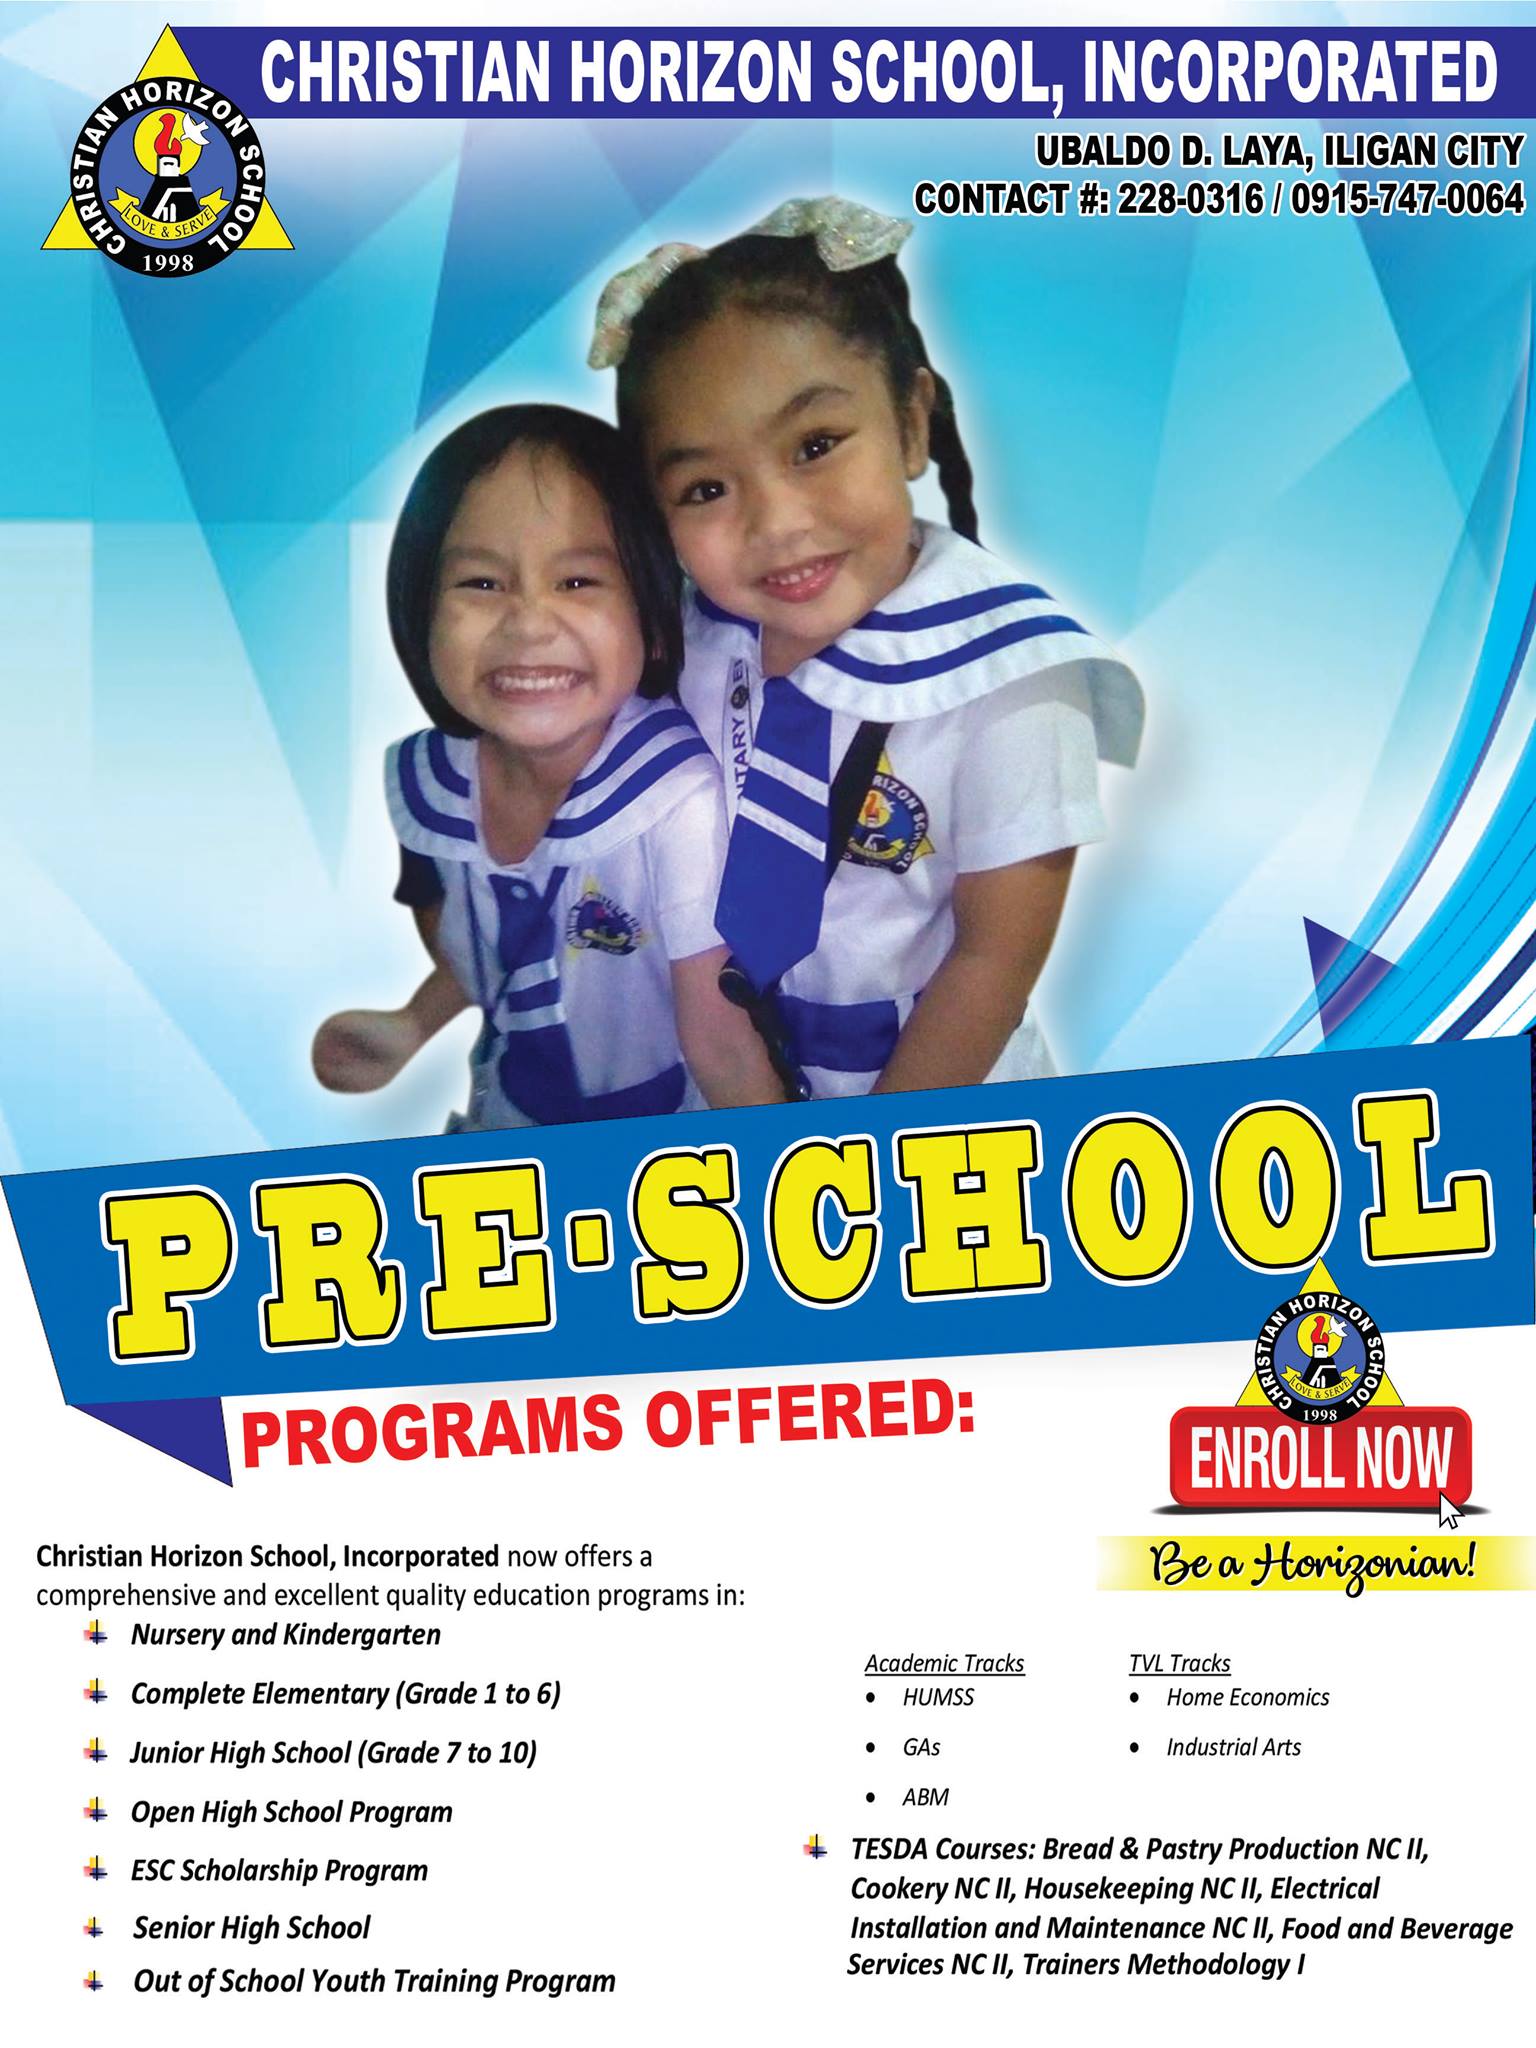 CHRISTIAN HORIZON SCHOOL, INCORPORATED
UBALDO D. LAYA, ILIGAN CITY
CONTACT #: 228-0316 / 0915-747-0064
CHRISTIAN HORIZON SCHOOL
LOVE & SERVE
1998
RIZON SCHOOL
PRE-SCHOOL
PROGRAMS OFFERED:
CHRISTIAN HORIZON SCHOOL
LOVE & SERVE
1998
ENROLL NOW
Be a Horizonian!
Christian Horizon School, Incorporated now offers a
comprehensive and excellent quality education programs in:
Nursery and Kindergarten
Complete Elementary (Grade 1 to 6)
Junior High School (Grade 7 to 10)
Open High School Program
ESC Scholarship Program
Senior High School
Out of School Youth Training Program
Academic Tracks
• HUMSS
• GAs
• ABM
TVL Tracks
• Home Economics
• Industrial Arts
TESDA Courses: Bread & Pastry Production NC II,
Cookery NC II, Housekeeping NC II, Electrical
Installation and Maintenance NC II, Food and Beverage
Services NC II, Trainers Methodology I